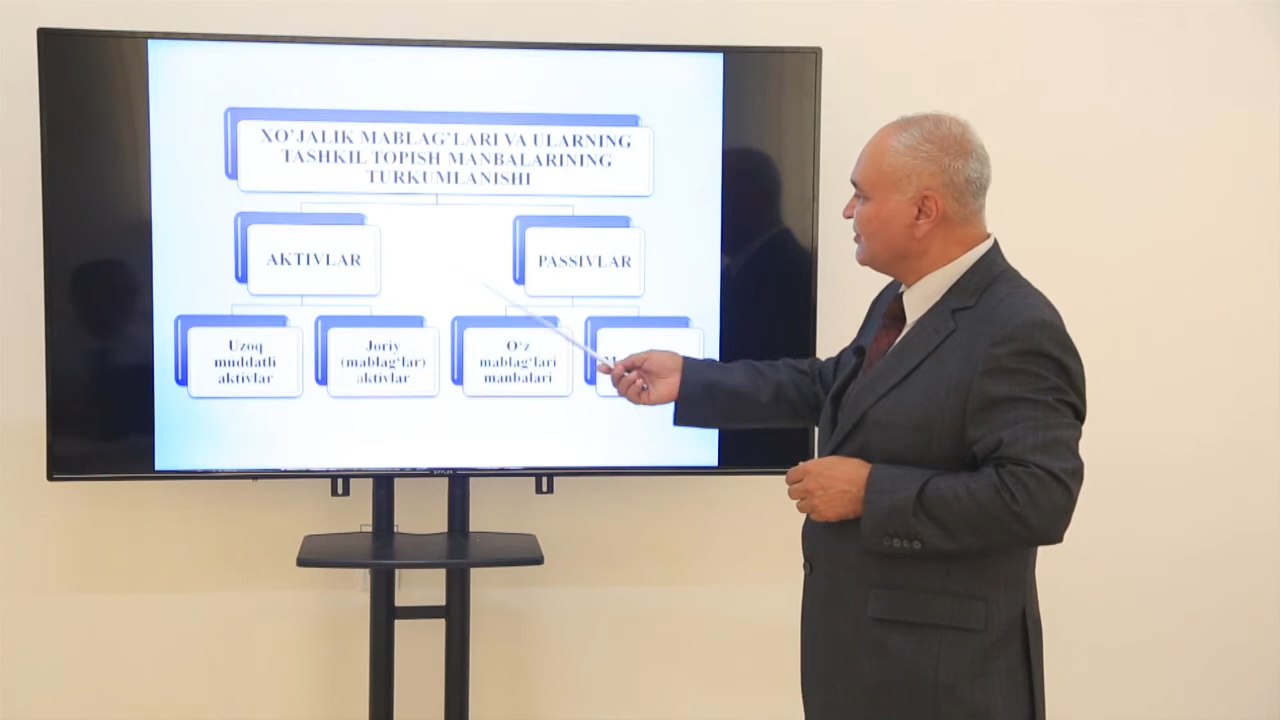 XO'JALIK MABLAG'LARI VA ULARNING
TASHKIL TOPISH MANBALARINING
TURKUMLANISHI
AKTIVLAR
PASSIVLAR
Uzoq
muddatli
aktivlar
Joriy
(mablag'lar)
aktivlar
O'z
mablag'lari
manbalari